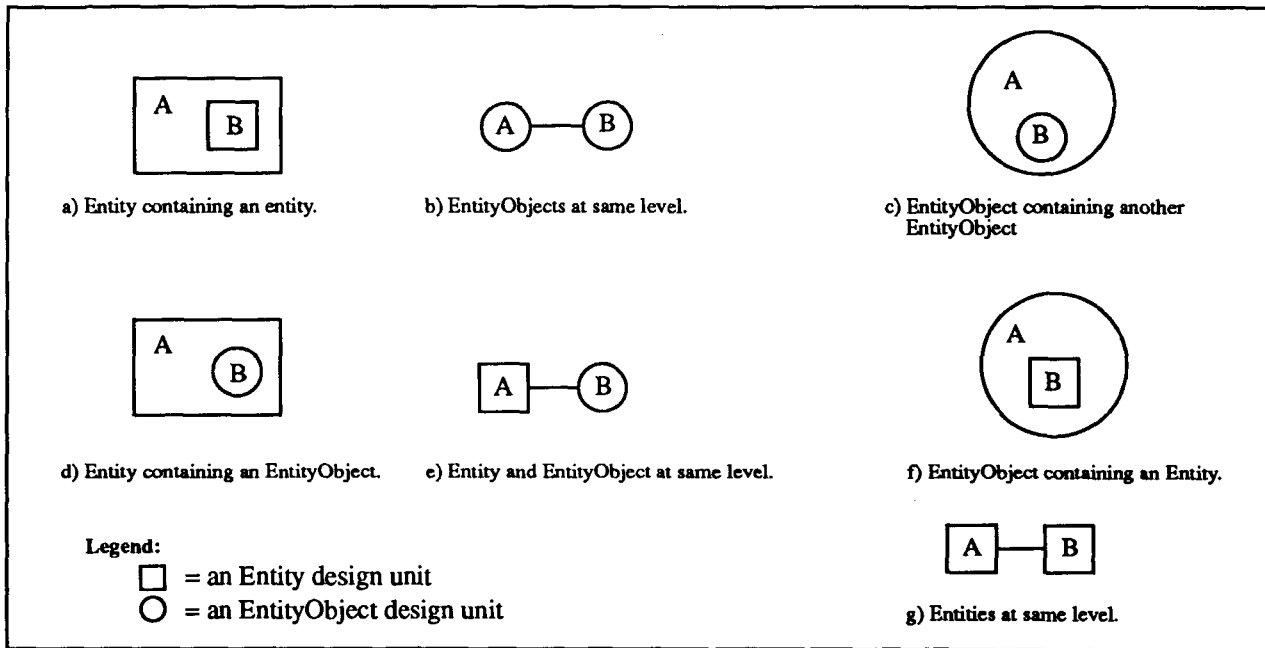 A
B
a) Entity containing an entity.
A
B
b) EntityObjects at same level.
A
B
c) EntityObject containing another
EntityObject
A
B
d) Entity containing an EntityObject.
A
B
e) Entity and EntityObject at same level.
A
B
f) EntityObject containing an Entity.
Legend:
= an Entity design unit
= an EntityObject design unit
A
B
g) Entities at same level.